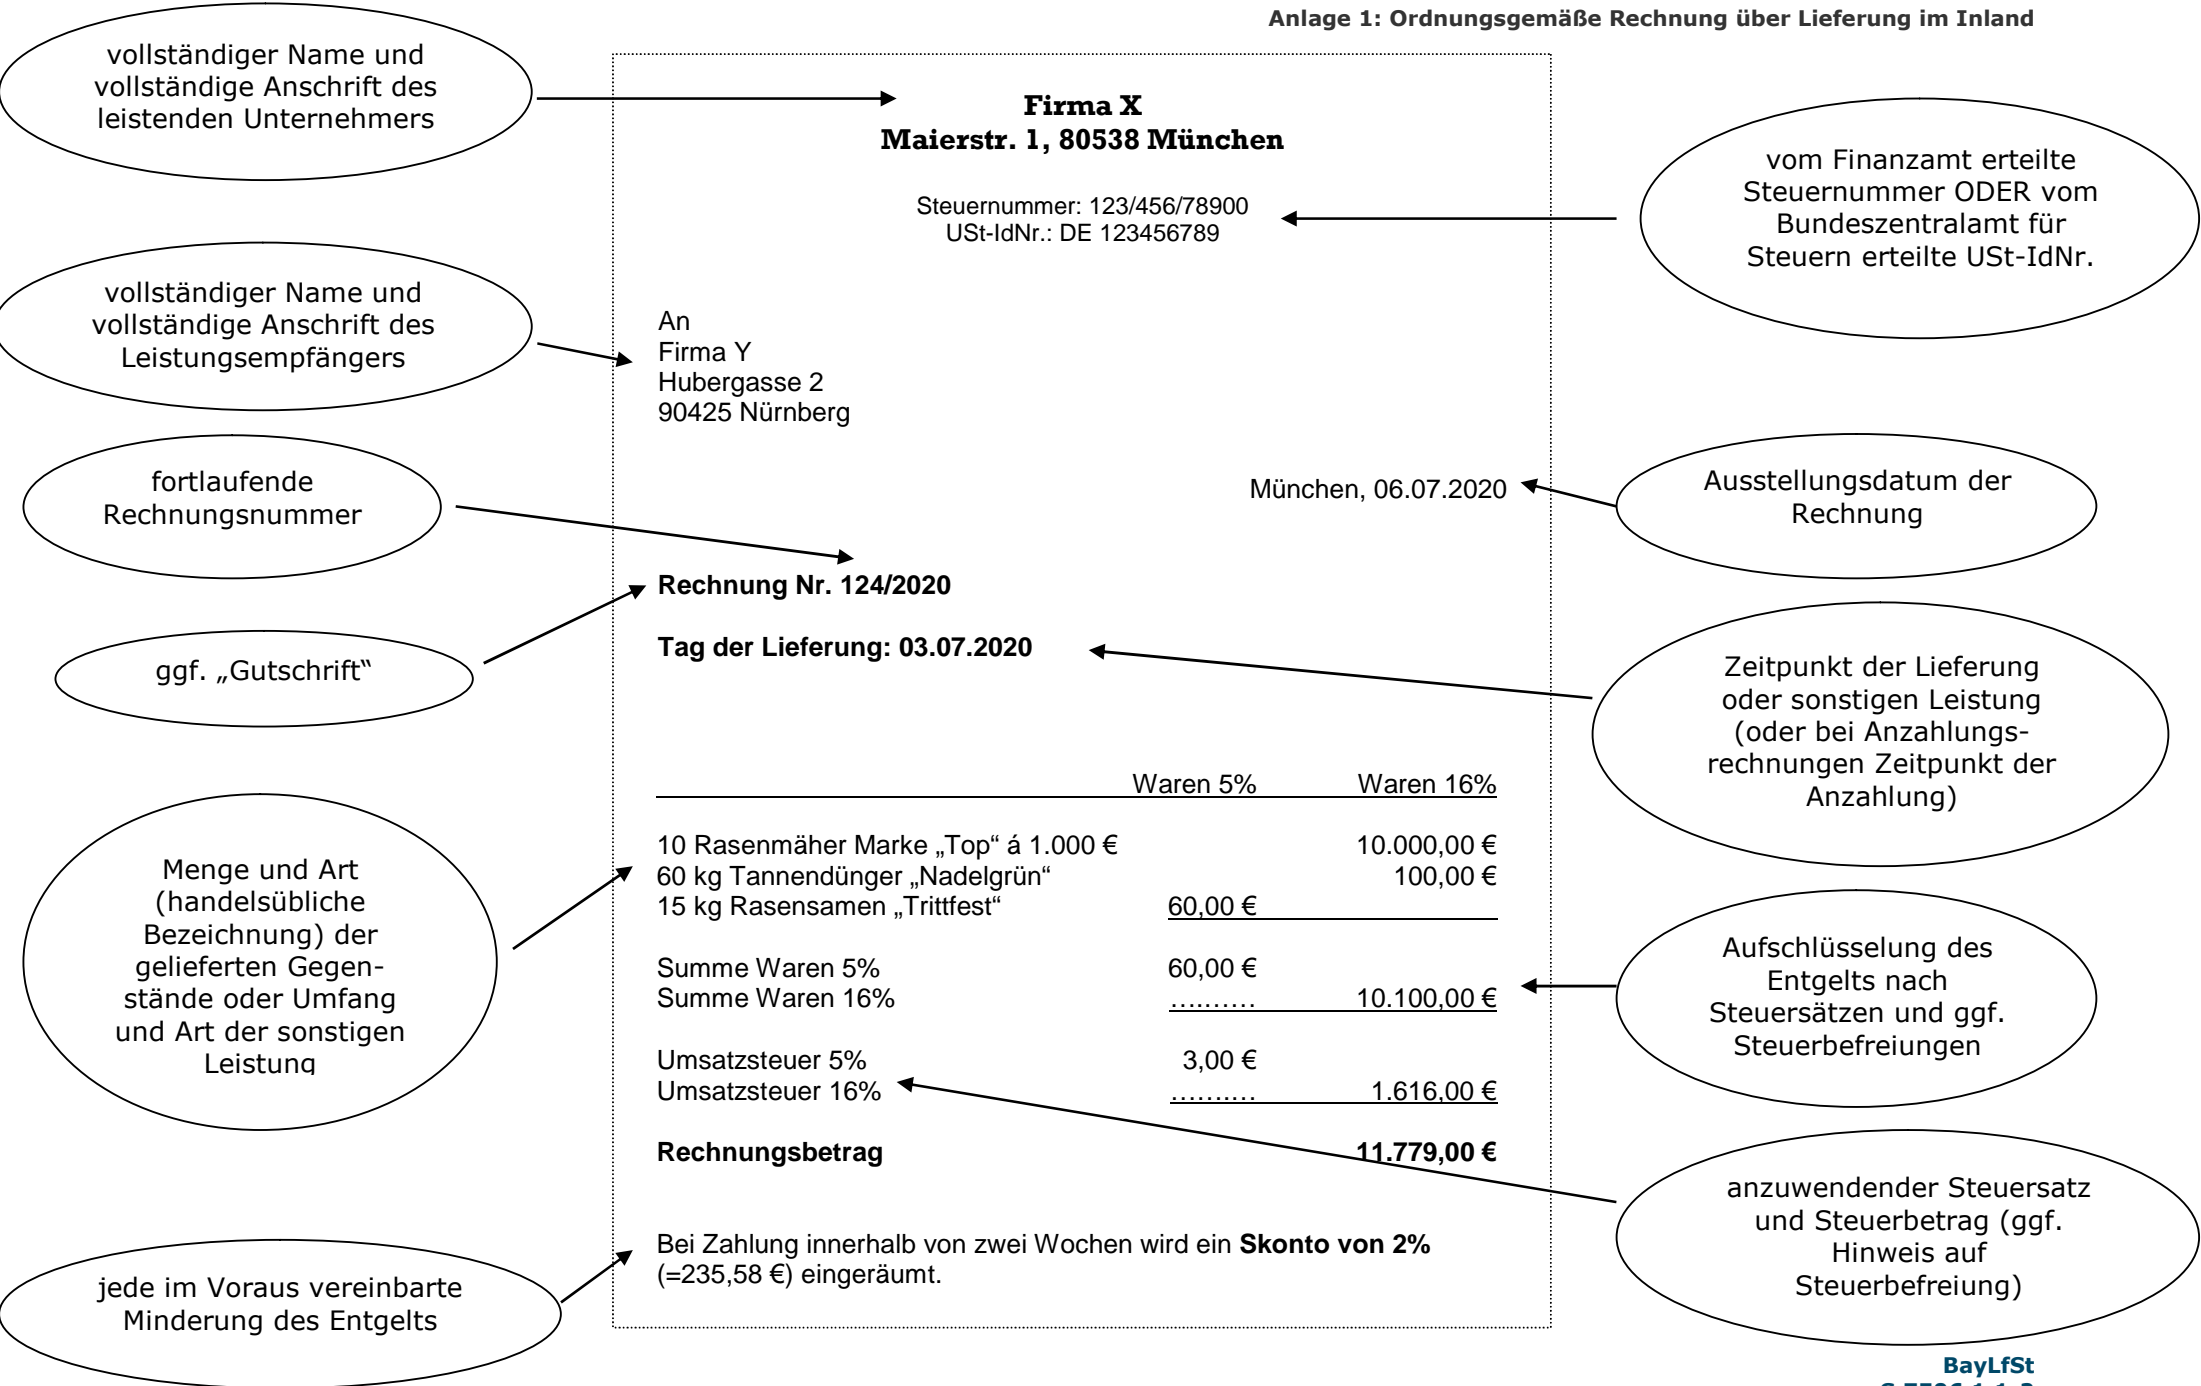 Anlage 1: Ordnungsgemäße Rechnung über Lieferung im Inland
vollständiger Name und
vollständige Anschrift des
leistenden Unternehmers
Firma X
Maierstr. 1, 80538 München
Steuernummer: 123/456/78900
USt-IdNr.: DE 123456789
vom Finanzamt erteilte
Steuernummer ODER vom
Bundeszentralamt für
Steuern erteilte USt-IdNr.
vollständiger Name und
vollständige Anschrift des
Leistungsempfängers
An
Firma Y
Hubergasse 2
90425 Nürnberg
fortlaufende
Rechnungsnummer
München, 06.07.2020
Ausstellungsdatum der
Rechnung
Rechnung Nr. 124/2020
ggf. „Gutschrift“
Tag der Lieferung: 03.07.2020
Zeitpunkt der Lieferung
oder sonstigen Leistung
(oder bei Anzahlungs-
rechnungen Zeitpunkt der
Anzahlung)
Waren 5% Waren 16%
10 Rasenmäher Marke „Top“ á 1.000 € 10.000,00 €
60 kg Tannendünger „Nadelgrün“ 100,00 €
15 kg Rasensamen „Trittfest“ 60,00 €
Menge und Art
(handelsübliche
Bezeichnung) der
gelieferten Gegen-
stände oder Umfang
und Art der sonstigen
Leistung
Summe Waren 5% 60,00 €
Summe Waren 16% ……… 10.100,00 €
Aufschlüsselung des
Entgelts nach
Steuersätzen und ggf.
Steuerbefreiungen
Umsatzsteuer 5% 3,00 €
Umsatzsteuer 16% ……… 1.616,00 €
Rechnungsbetrag 11.779,00 €
anzuwendender Steuersatz
und Steuerbetrag (ggf.
Hinweis auf
Steuerbefreiung)
Bei Zahlung innerhalb von zwei Wochen wird ein Skonto von 2%
(=235,58 €) eingeräumt.
jede im Voraus vereinbarte
Minderung des Entgelts
BayLfSt